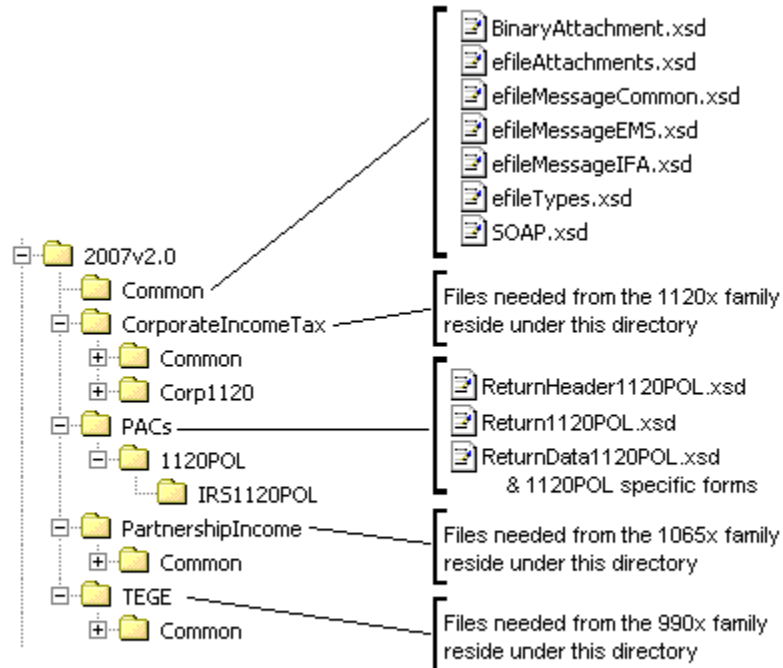 BinaryAttachment.xsd
efileAttachments.xsd
efileMessageCommon.xsd
efileMessageEMS.xsd
efileMessageIFA.xsd
efileTypes.xsd
SOAP.xsd
2007v2.0
Common
CorporateIncomeTax
Files needed from the 1120x family
reside under this directory
Common
Corp1120
PACs
ReturnHeader1120POL.xsd
Return1120POL.xsd
ReturnData1120POL.xsd
& 1120POL specific forms
1120POL
IRS1120POL
PartnershipIncome
Files needed from the 1065x family
reside under this directory
Common
TEGE
Files needed from the 990x family
reside under this directory
Common